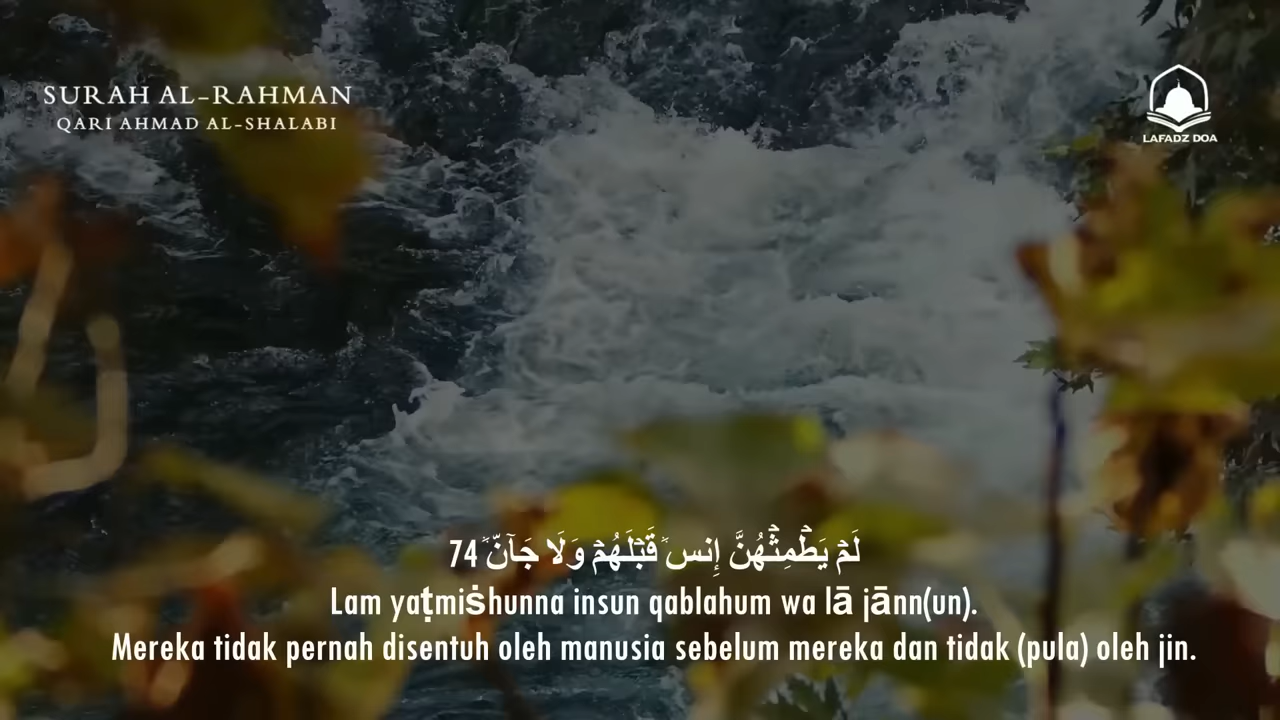 SURAH AL-RAHMAN
QARI AHMAD AL-SHALABI
LAFADZ DOA
لَمۡ يَطۡمِثۡهُنَّ إِنسٞ قَبۡلَهُمۡ وَلَا جَآنّٞ 74
Lam yaṭmiṡhunna insun qablahum wa lā jānn(un).
Mereka tidak pernah disentuh oleh manusia sebelum mereka dan tidak (pula) oleh jin.